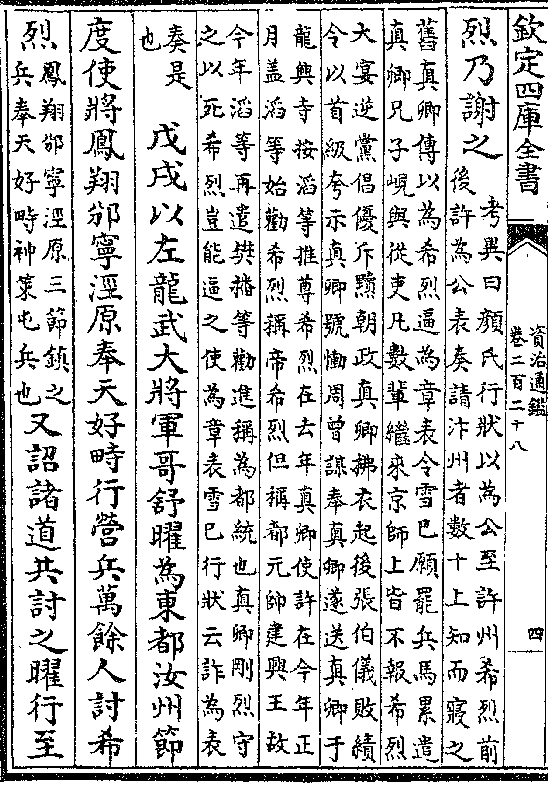 欽定四庫全書
資治通鑑
卷二百二十八
四
烈乃謝之
考異曰顔氏行狀以為公至許州希烈前
後許為公表奏請汴州者數十上知而寢之
舊真卿傳以為希烈逼為章表令雪已願罷兵馬累遣
真卿兄子峴與從吏凡數輩繼來京師上皆不報希烈
大宴逆黨倡優斥黷朝政真卿拂衣起後張伯儀敗績
令以首級夸示真卿號慟周曾謀奉真卿遂送真卿于
龍興寺按滔等推尊希烈在去年真卿使許在今年正
月盖滔等始勸希烈稱帝希烈但稱都元帥建興王故
今年滔等再遣㒹播等勸進稱為都統也真卿剛烈守
之以死希烈豈能逼之使為章表雪已行狀云詐為表
奏是
也
戊戌以左龍武大將軍哥舒曜為東都汝州節
度使將鳳翔邠寧涇原奉天好畤行營兵萬餘人討希
烈
鳳翔邠寧涇原三節鎮之
兵奉天好畤神策屯兵也
又詔諸道共討之曜行至